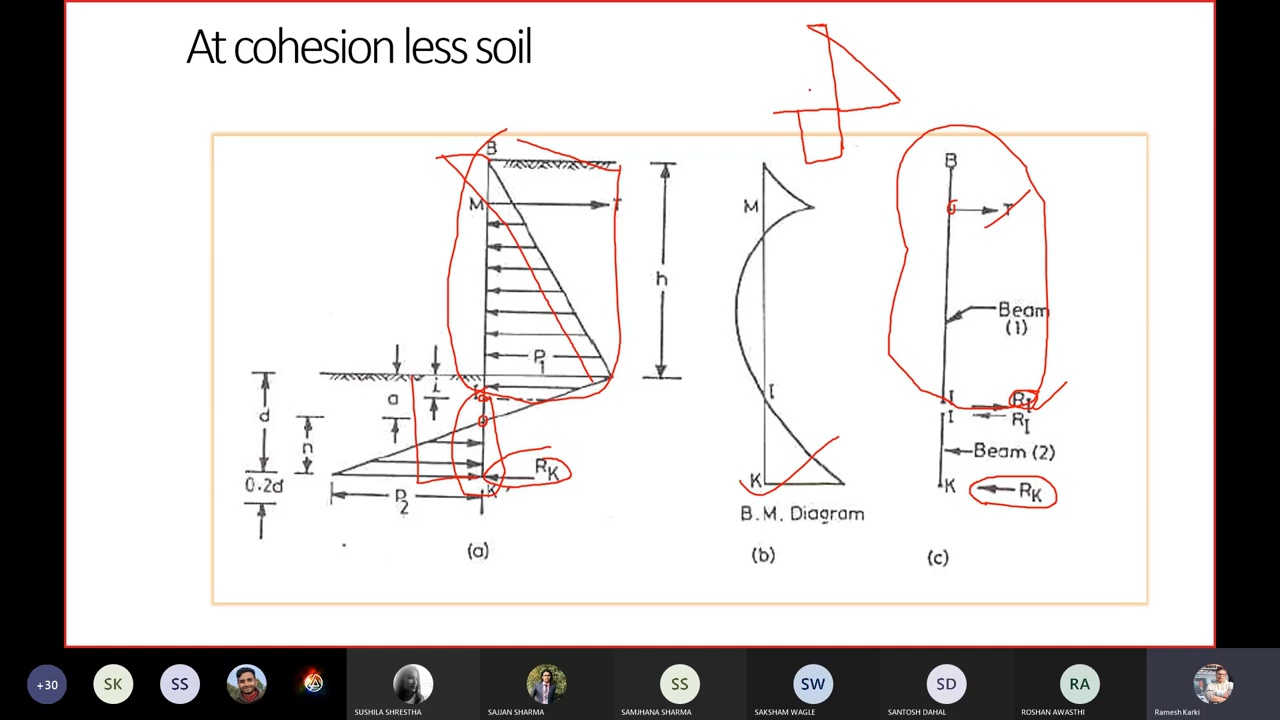 At cohesion less soil
B
M
T
P1
i
I
a
d
n
0.2d
P2
K
RK
(a)
h
M
I
K
B.M. Diagram
(b)
B
T
Beam
(1)
I
RI
I
RI
Beam (2)
K
RK
(c)
+30
SK
SS
SS
SW
SD
RA
SUSHILA SHRESTHA
SAJJAN SHARMA
SAMJHANA SHARMA
SAKSHAM WAGLE
SANTOSH DAHAL
ROSHAN AWASTHI
Ramesh Karki